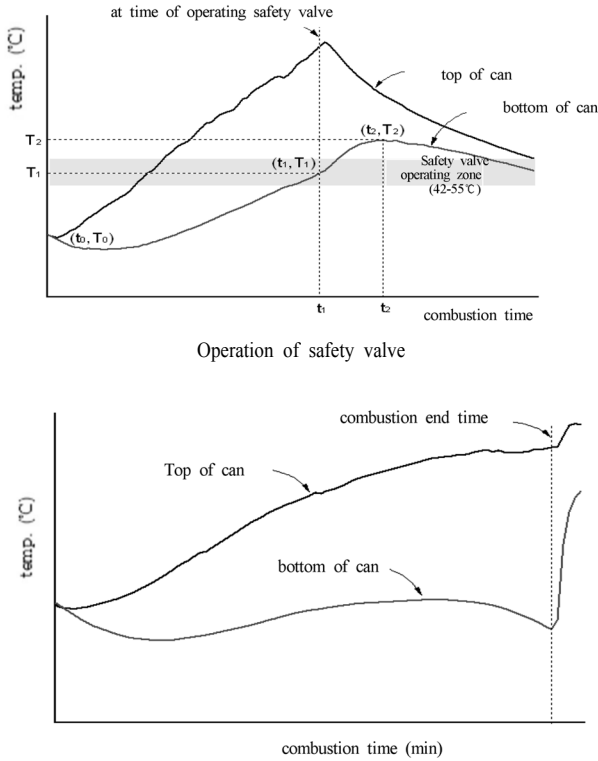 at time of operating safety valve
temp. (℃)
top of can
bottom of can
T₂
(t₂, T₂)
(t₁, T₁)
Safety valve
operating zone
(42-55℃)
T₁
(t₀, T₀)
t₁
t₂
combustion time
Operation of safety valve
combustion end time
Top of can
temp. (℃)
bottom of can
combustion time (min)